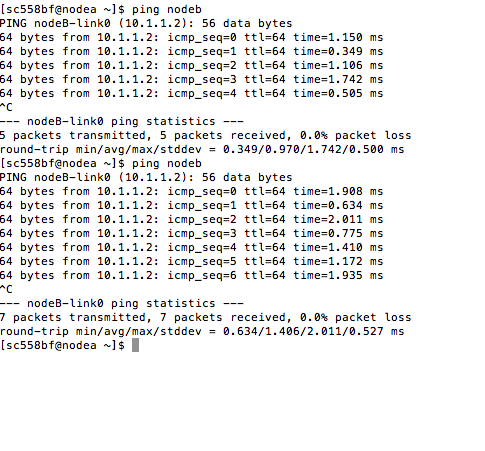 [sc558bf@nodea ~]$ ping nodeb
PING nodeB-link0 (10.1.1.2): 56 data bytes
64 bytes from 10.1.1.2: icmp_seq=0 ttl=64 time=1.150 ms
64 bytes from 10.1.1.2: icmp_seq=1 ttl=64 time=0.349 ms
64 bytes from 10.1.1.2: icmp_seq=2 ttl=64 time=1.106 ms
64 bytes from 10.1.1.2: icmp_seq=3 ttl=64 time=1.742 ms
64 bytes from 10.1.1.2: icmp_seq=4 ttl=64 time=0.505 ms
^C
--- nodeB-link0 ping statistics ---
5 packets transmitted, 5 packets received, 0.0% packet loss
round-trip min/avg/max/stddev = 0.349/0.970/1.742/0.500 ms
[sc558bf@nodea ~]$ ping nodeb
PING nodeB-link0 (10.1.1.2): 56 data bytes
64 bytes from 10.1.1.2: icmp_seq=0 ttl=64 time=1.908 ms
64 bytes from 10.1.1.2: icmp_seq=1 ttl=64 time=0.634 ms
64 bytes from 10.1.1.2: icmp_seq=2 ttl=64 time=2.011 ms
64 bytes from 10.1.1.2: icmp_seq=3 ttl=64 time=0.775 ms
64 bytes from 10.1.1.2: icmp_seq=4 ttl=64 time=1.410 ms
64 bytes from 10.1.1.2: icmp_seq=5 ttl=64 time=1.172 ms
64 bytes from 10.1.1.2: icmp_seq=6 ttl=64 time=1.935 ms
^C
--- nodeB-link0 ping statistics ---
7 packets transmitted, 7 packets received, 0.0% packet loss
round-trip min/avg/max/stddev = 0.634/1.406/2.011/0.527 ms
[sc558bf@nodea ~]$